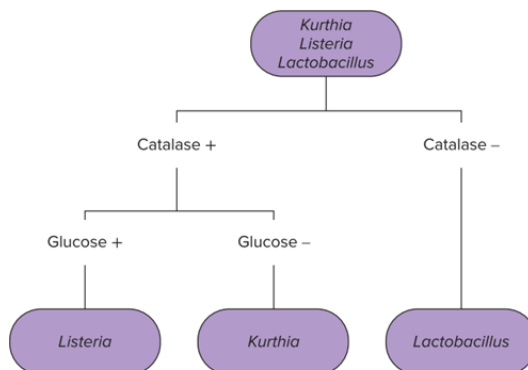 Kurthia
Listeria
Lactobacillus
Catalase +
Catalase –
Glucose +
Glucose –
Listeria
Kurthia
Lactobacillus